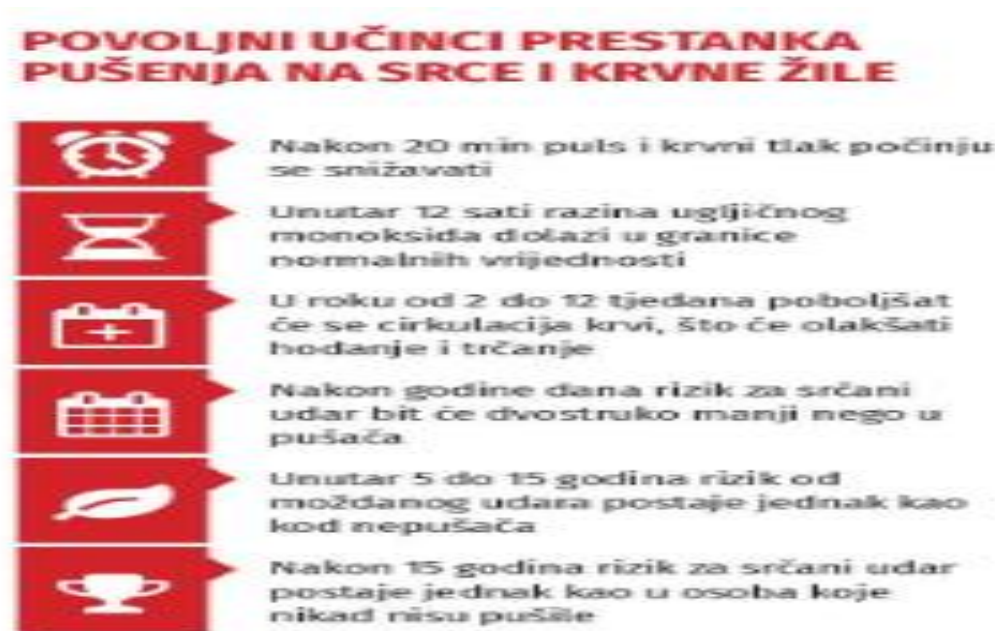 POVOLJNI UČINCI PRESTANKA
PUŠENJA NA SRCE I KRVNE ŽILE
Nakon 20 min puls i krvni tlak počinju
se snižavati
Unutar 12 sati razina ugljičnog
monoksida dolazi u granice
normalnih vrijednosti
U roku od 2 do 12 tjedana poboljšat
će se cirkulacija krvi, što će olakšati
hodanje i trčanje
Nakon godine dana rizik za srčani
udar bit će dvostruko manji nego u
pušača
Unutar 5 do 15 godina rizik od
moždanog udara postaje jednak kao
kod nepušača
Nakon 15 godina rizik za srčani udar
postaje jednak kao u osoba koje
nikad nisu pušile